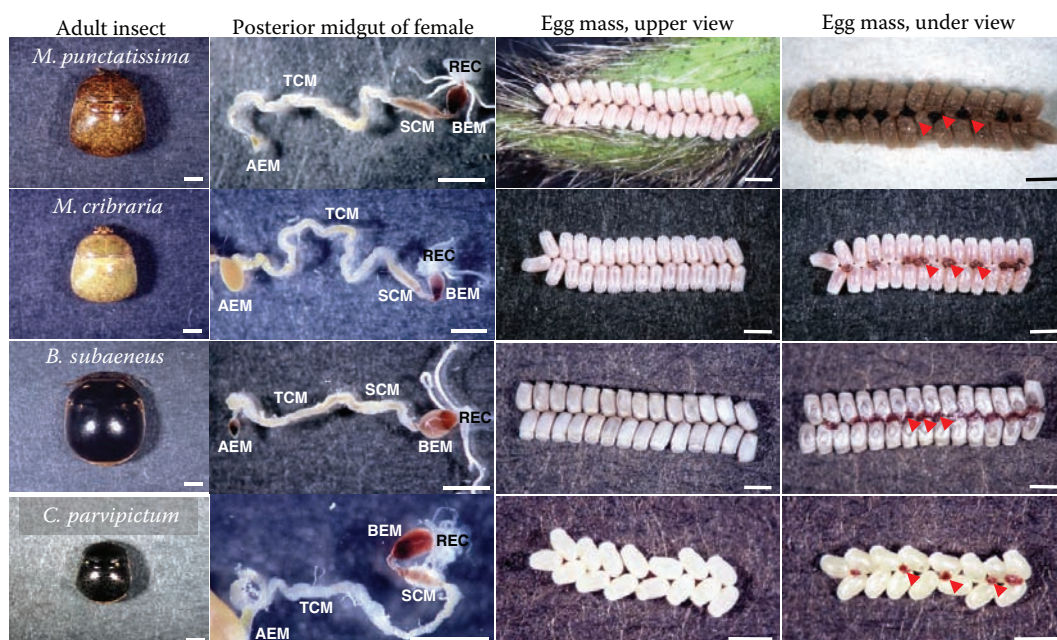 Adult insect
Posterior midgut of female
Egg mass, upper view
Egg mass, under view
M. punctatissima
TCM
REC
SCM
BEM
AEM
M. cribraria
TCM
REC
SCM
BEM
AEM
B. subaeneus
TCM
SCM
REC
AEM
BEM
C. parvipictum
BEM
REC
SCM
TCM
AEM